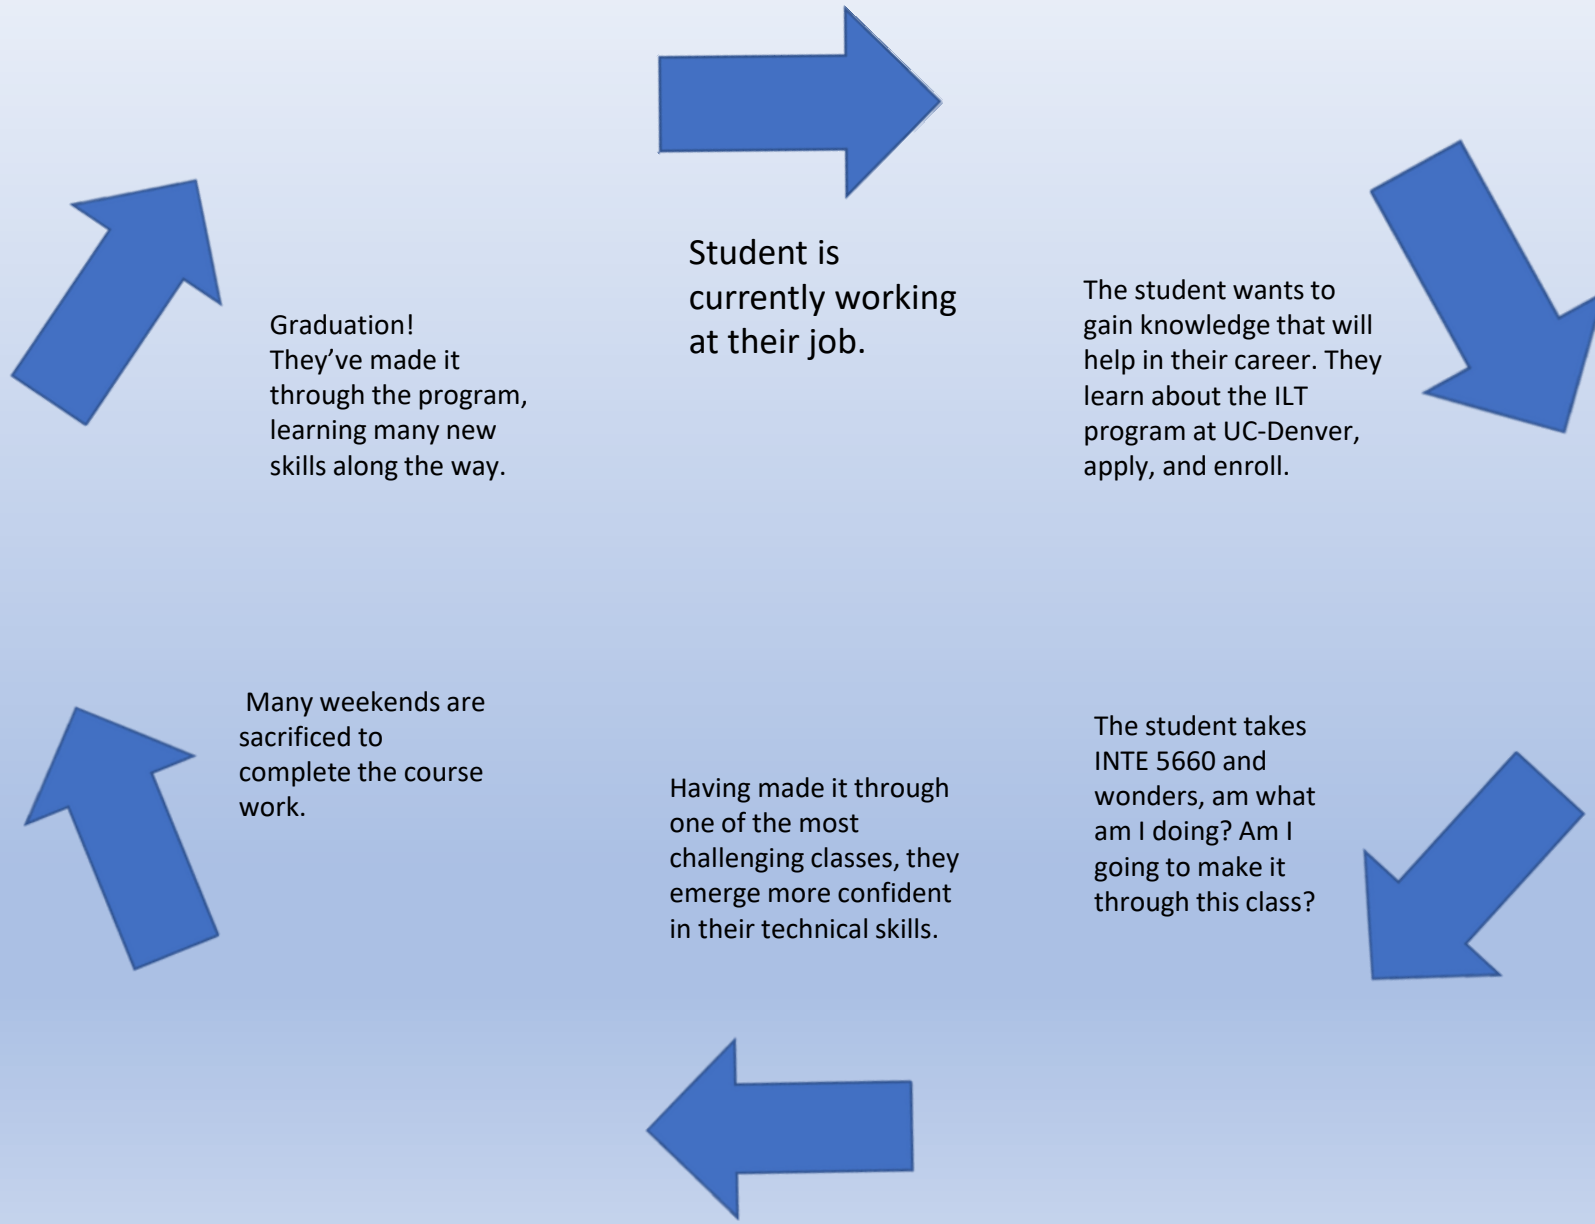 Student is
currently working
at their job.
The student wants to
gain knowledge that will
help in their career. They
learn about the ILT
program at UC-Denver,
apply, and enroll.
The student takes
INTE 5660 and
wonders, am what
am I doing? Am I
going to make it
through this class?
Having made it through
one of the most
challenging classes, they
emerge more confident
in their technical skills.
Many weekends are
sacrificed to
complete the course
work.
Graduation!
They’ve made it
through the program,
learning many new
skills along the way.